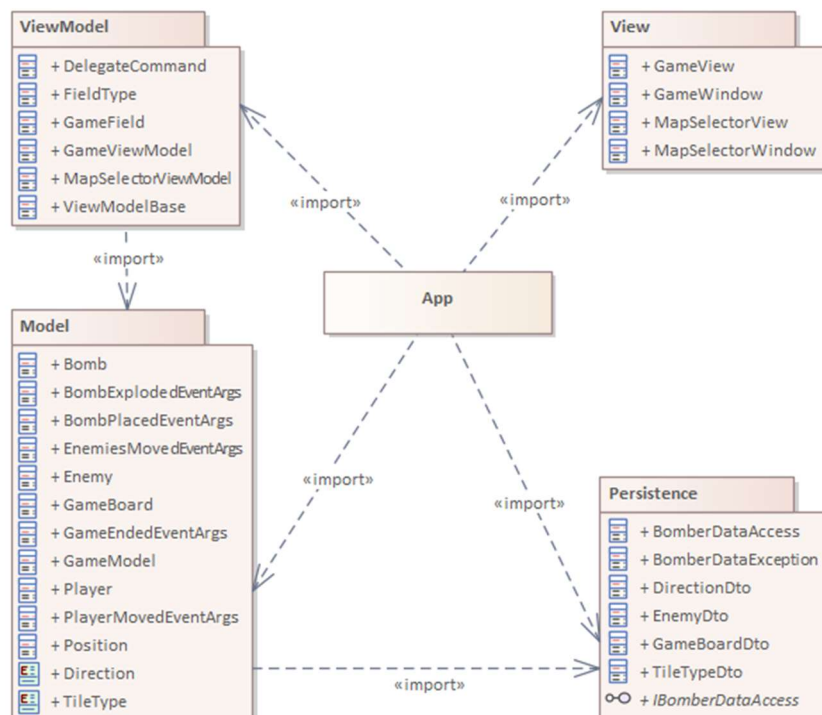 ViewModel
+ DelegateCommand
+ FieldType
+ GameField
+ GameViewModel
+ MapSelectorViewModel
+ ViewModelBase
View
+ GameView
+ GameWindow
+ MapSelectorView
+ MapSelectorWindow
«import»
«import»
«import»
App
Model
+ Bomb
+ BombExplodedEventArgs
+ BombPlacedEventArgs
+ EnemiesMovedEventArgs
+ Enemy
+ GameBoard
+ GameEndedEventArgs
+ GameModel
+ Player
+ PlayerMovedEventArgs
+ Position
E + Direction
E + TileType
«import»
«import»
«import»
Persistence
+ BomberDataAccess
+ BomberDataException
+ DirectionDto
+ EnemyDto
+ GameBoardDto
+ TileTypeDto
+ IBomberDataAccess